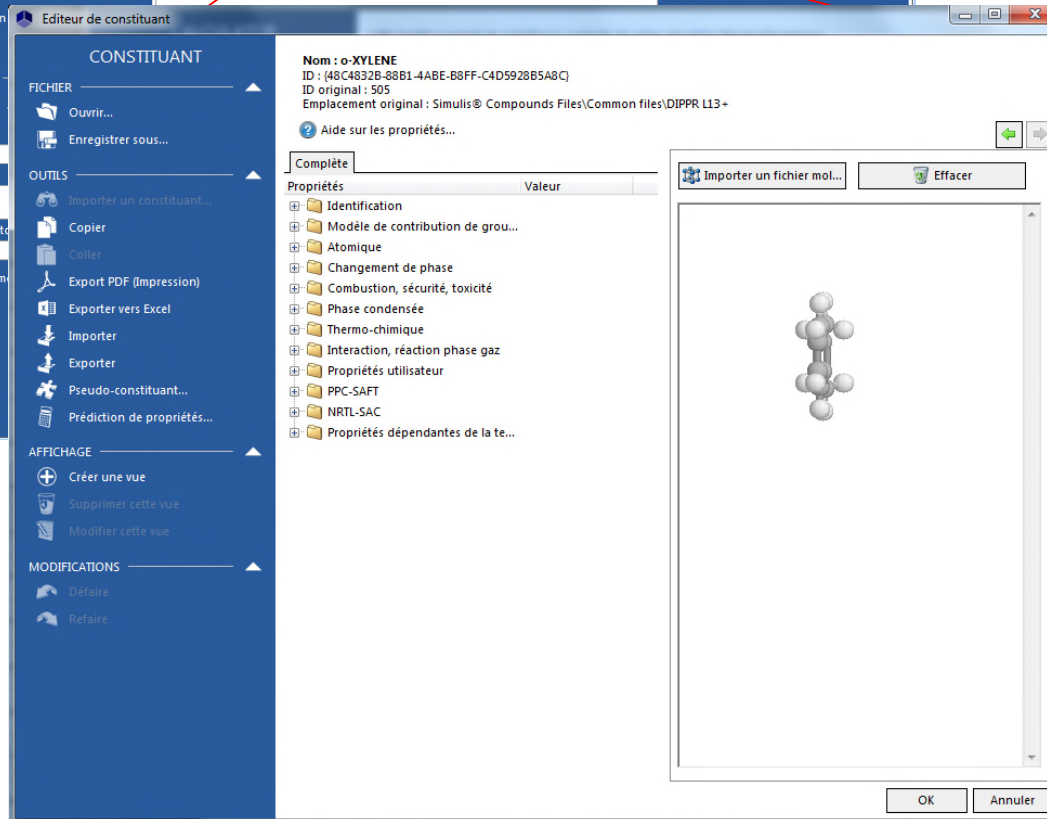 Editeur de constituant
CONSTITUANT
FICHIER
Ouvrir...
Enregistrer sous...
OUTILS
Importer un constituant...
Copier
Coller
Export PDF (Impression)
Exporter vers Excel
Importer
Exporter
Pseudo-constituant...
Prédiction de propriétés...
AFFICHAGE
Créer une vue
Supprimer cette vue
Modifier cette vue
MODIFICATIONS
Défaire
Refaire
Nom : o-XYLENE
ID : {48C4832B-88B1-4ABE-B8FF-C4D5928B5A8C}
ID original : 505
Emplacement original : Simulis® Compounds Files\Common files\DIPPR L13+
Aide sur les propriétés...
Complète
Propriétés Valeur
Identification
Modèle de contribution de grou...
Atomique
Changement de phase
Combustion, sécurité, toxicité
Phase condensée
Thermo-chimique
Interaction, réaction phase gaz
Propriétés utilisateur
PPC-SAFT
NRTL-SAC
Propriétés dépendantes de la te...
Importer un fichier mol...
Effacer
OK
Annuler